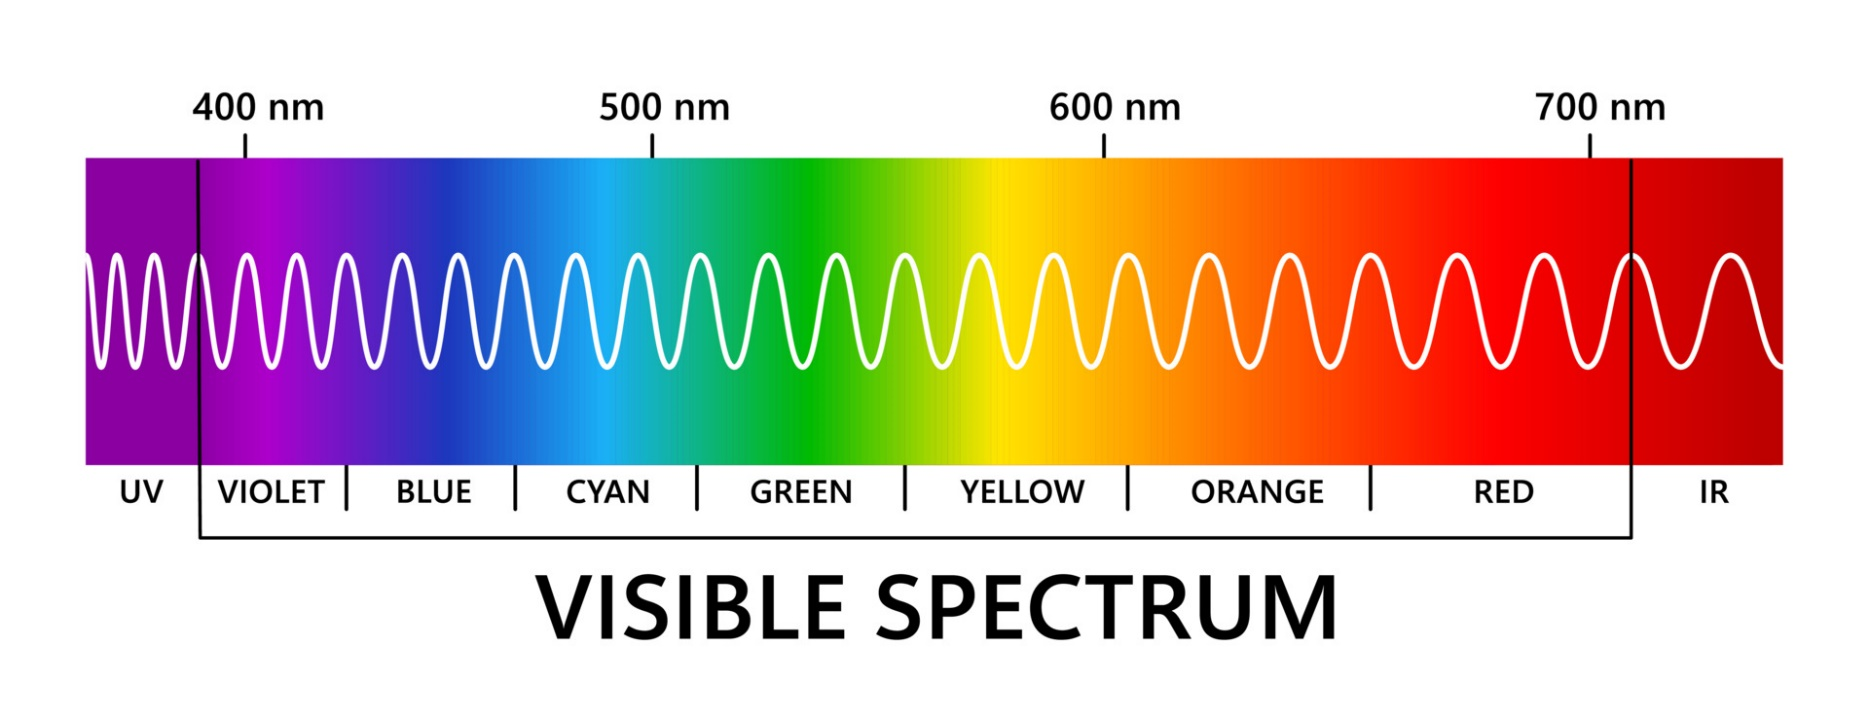 400 nm 500 nm 600 nm 700 nm
UV VIOLET BLUE CYAN GREEN YELLOW ORANGE RED IR
VISIBLE SPECTRUM